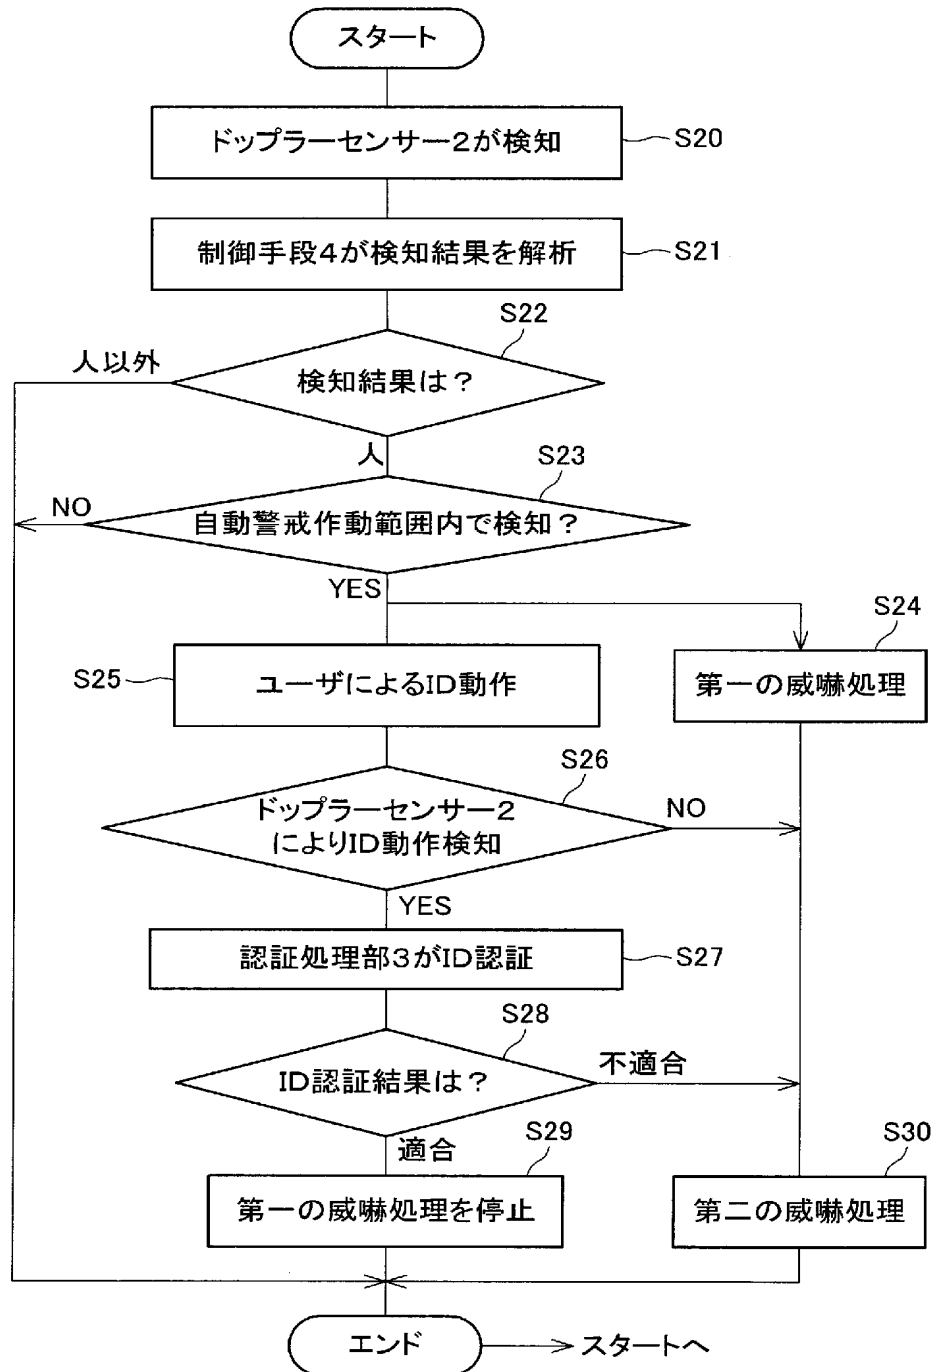 スタート
ドップラーセンサー2が検知
S20
制御手段4が検知結果を解析
S21
S22
人以外
検知結果は？
人
S23
NO
自動警戒作動範囲内で検知？
YES
S24
S25
ユーザによるID動作
第一の威嚇処理
S26
ドップラーセンサー2
によりID動作検知
NO
YES
認証処理部3がID認証
S27
S28
ID認証結果は？
不適合
適合
S29
S30
第一の威嚇処理を停止
第二の威嚇処理
エンド
スタートへ